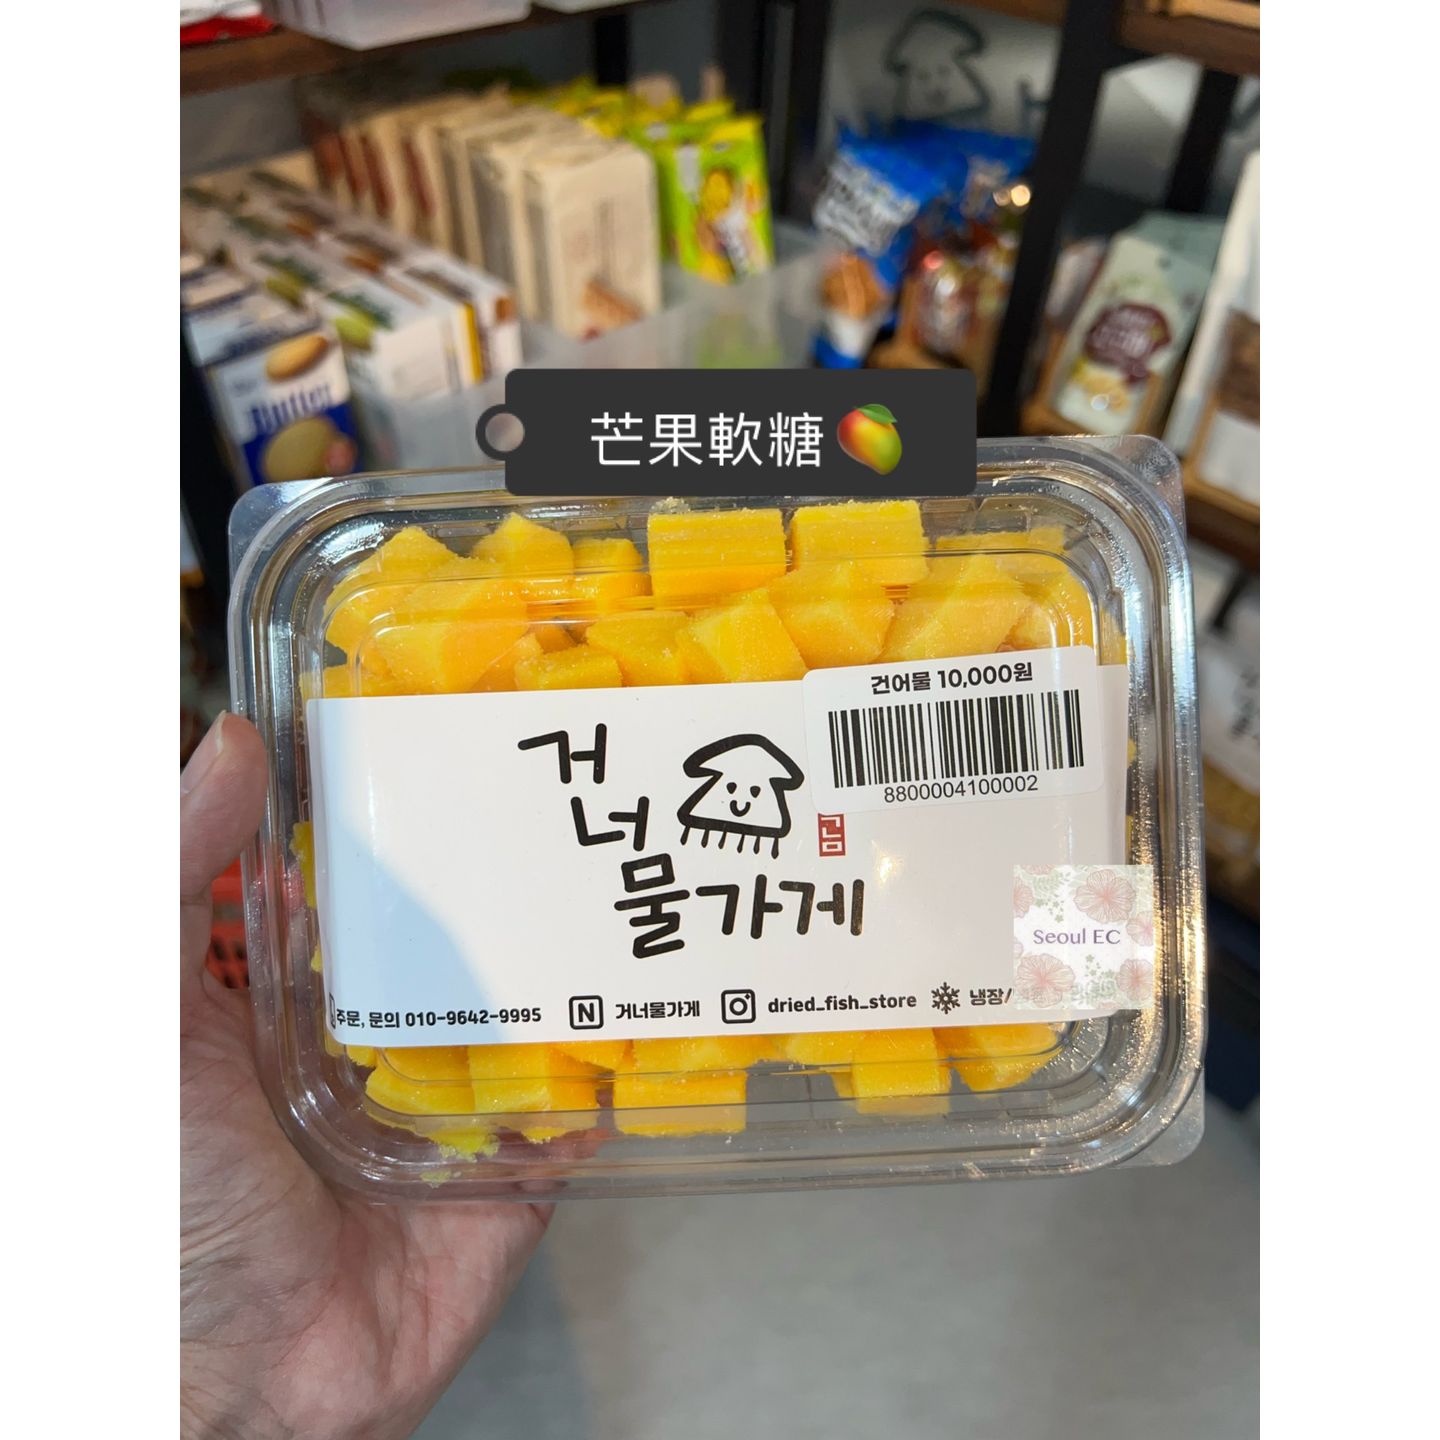 Butter
芒果軟糖🥭
건어물 10,000원
8800004100002
거
너
물가게
Seoul EC
주문, 문의 010-9642-9995
N 거너물가게
dried_fish_store
냉장/